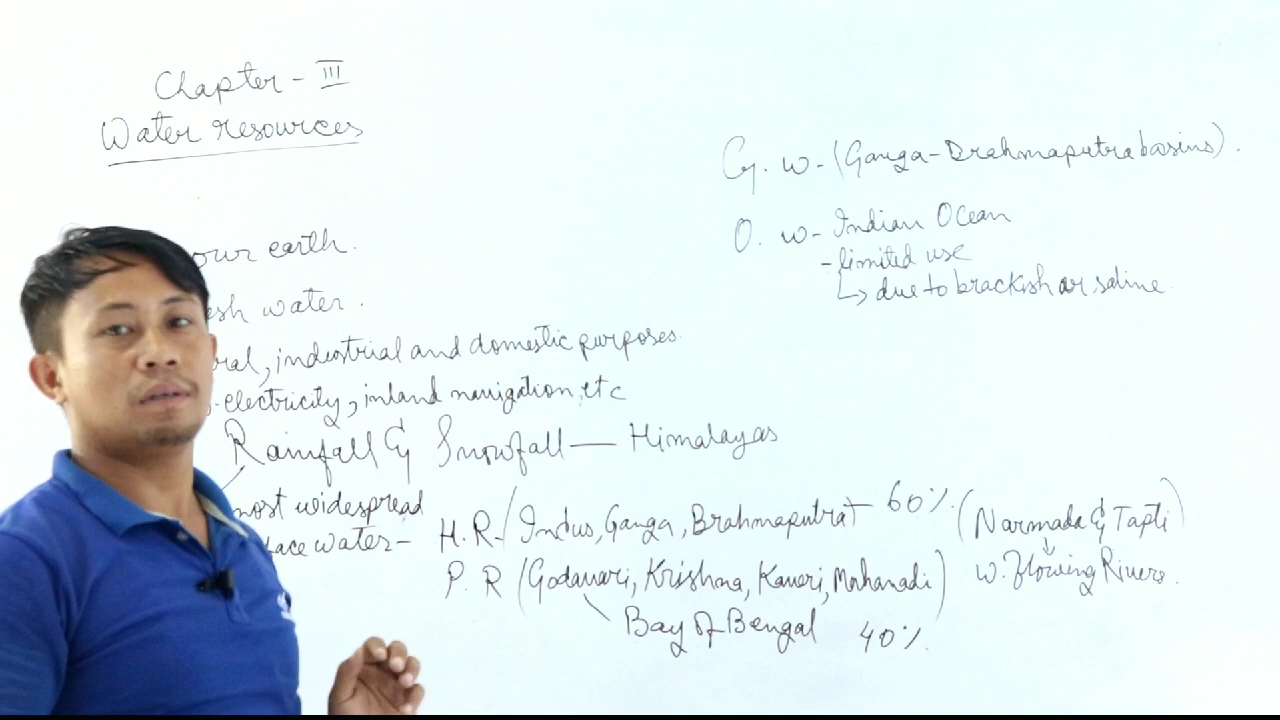 Chapter - III
Water resources
our earth.
esh water.
ral, industrial and domestic purposes.
electricity, inland navigation, etc
Rainfall & Snowfall — Himalayas
most widespread
face water -
H.R - (Indus, Ganga, Brahmaputra) - 60%.
P. R (Godavari, Krishna, Kaveri, Mahanadi)
Bay of Bengal 40%.
(Narmada & Tapti)
↓
W. flowing Rivers.
G. w - (Ganga - Brahmaputra basins).
O. w - Indian Ocean
- limited use
↳ due to brackish or saline.